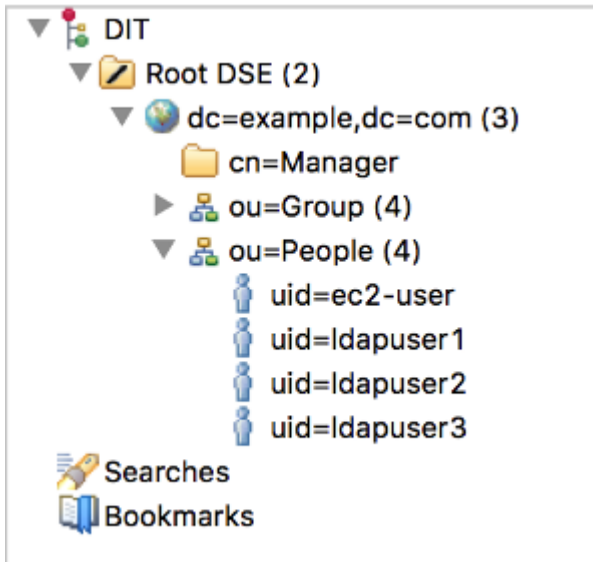 DIT
Root DSE (2)
dc=example,dc=com (3)
cn=Manager
ou=Group (4)
ou=People (4)
uid=ec2-user
uid=ldapuser1
uid=ldapuser2
uid=ldapuser3
Searches
Bookmarks